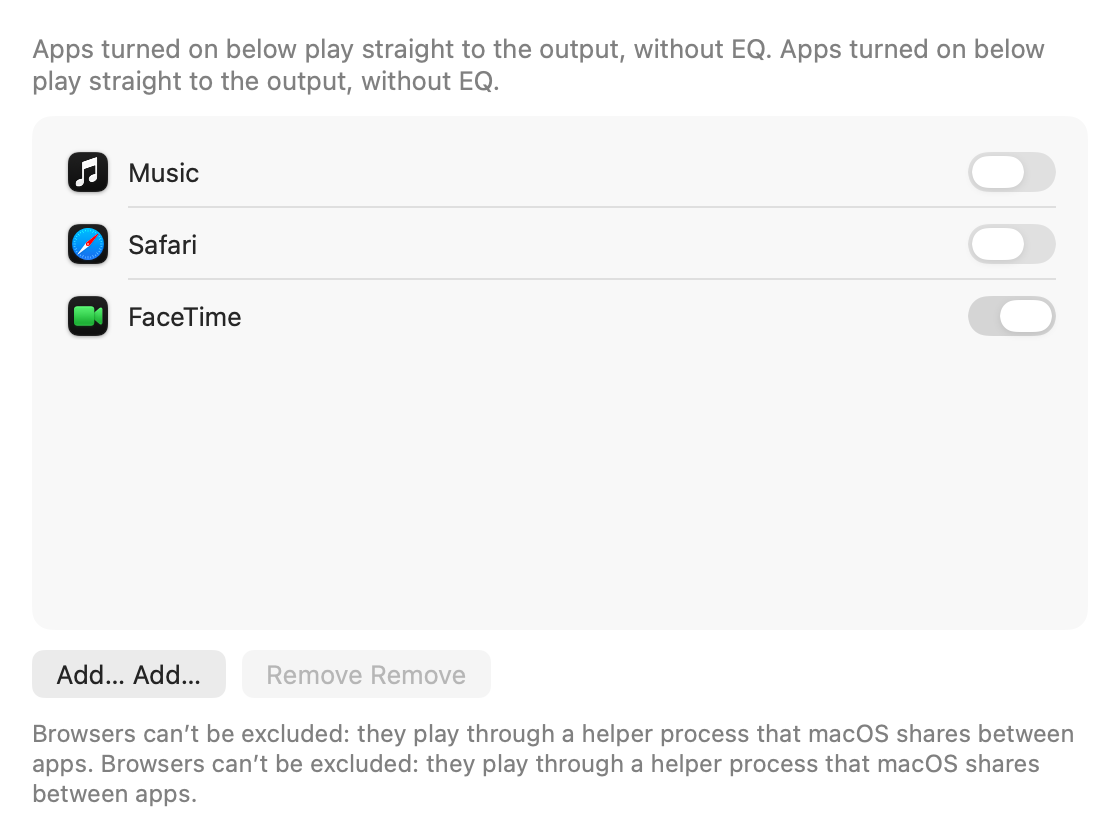 Apps turned on below play straight to the output, without EQ. Apps turned on below
play straight to the output, without EQ.
Music
Safari
FaceTime
Add... Add...
Remove Remove
Browsers can’t be excluded: they play through a helper process that macOS shares between
apps. Browsers can’t be excluded: they play through a helper process that macOS shares
between apps.